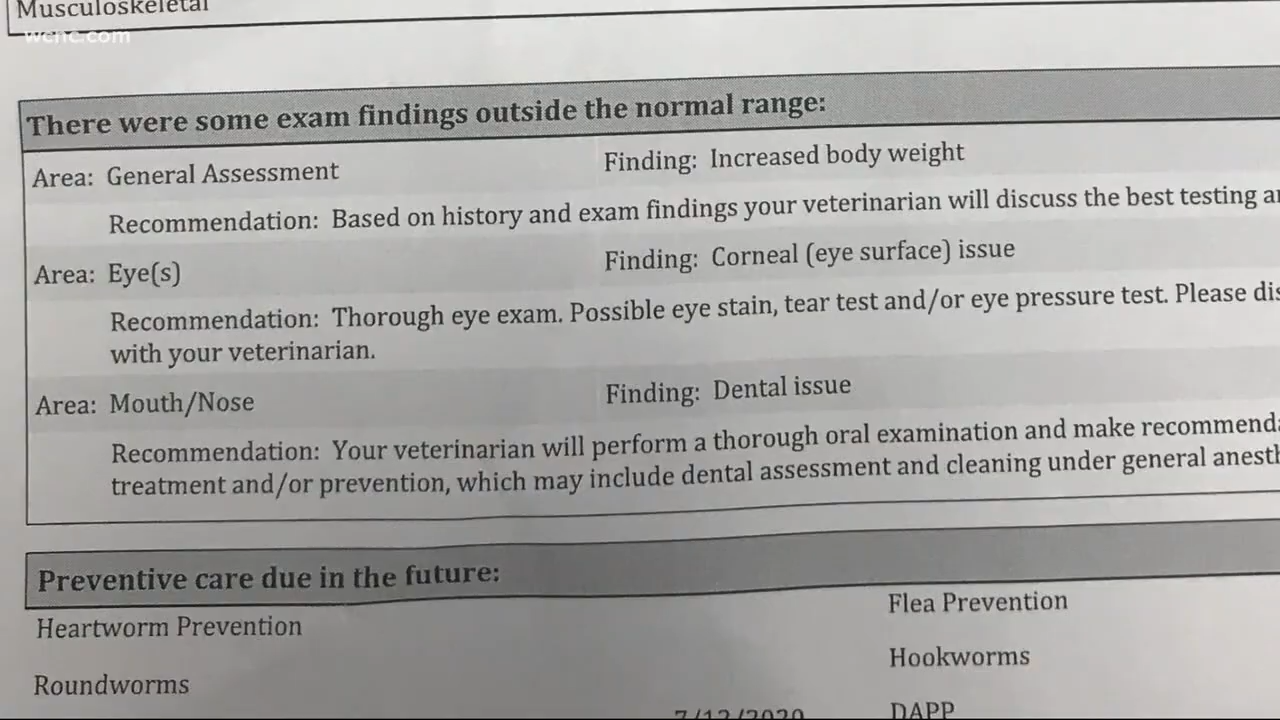 Musculoskeletal
wcnc.com
There were some exam findings outside the normal range:
Area: General Assessment Finding: Increased body weight
Recommendation: Based on history and exam findings your veterinarian will discuss the best testing
Area: Eye(s) Finding: Corneal (eye surface) issue
Recommendation: Thorough eye exam. Possible eye stain, tear test and/or eye pressure test. Please
with your veterinarian.
Area: Mouth/Nose Finding: Dental issue
Recommendation: Your veterinarian will perform a thorough oral examination and make
treatment and/or prevention, which may include dental assessment and cleaning under general
Preventive care due in the future:
Heartworm Prevention Flea Prevention
Roundworms Hookworms
7/12/2020 DAPP